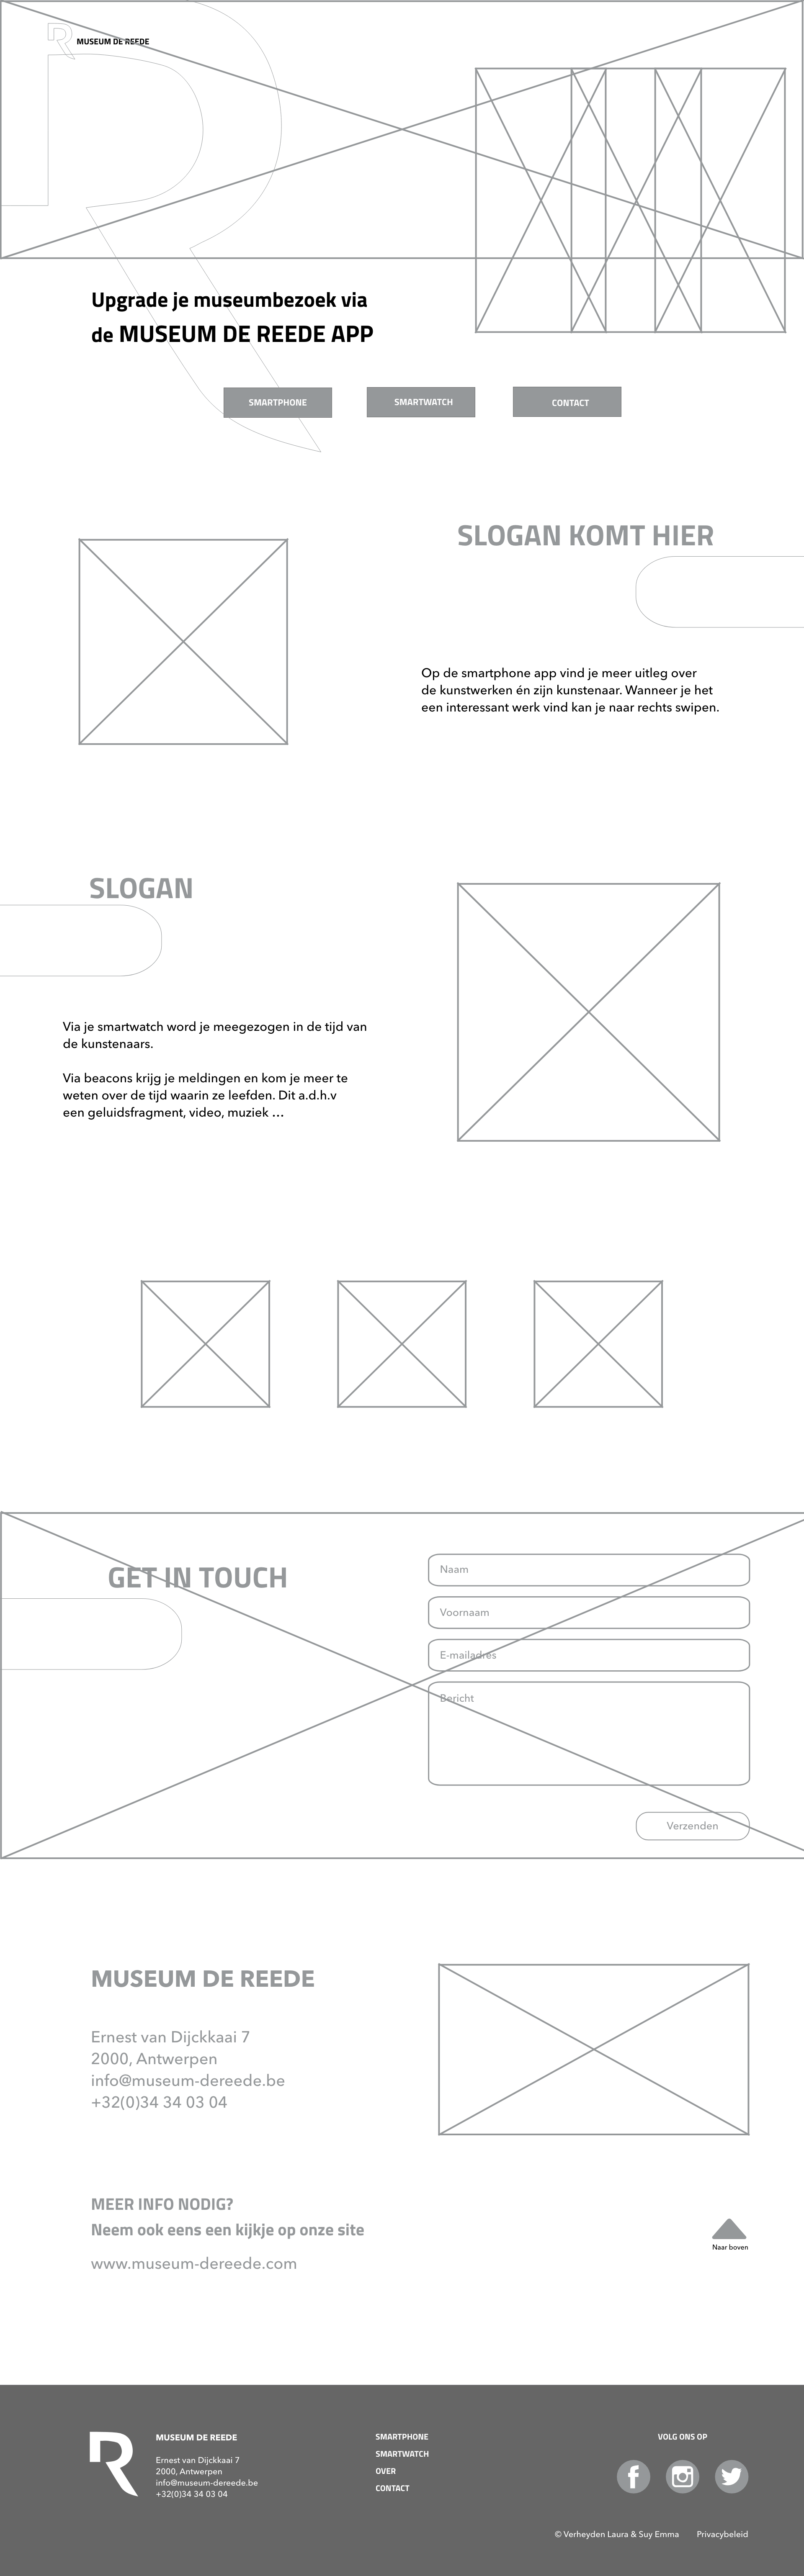 MUSEUM DE REEDE
Upgrade je museumbezoek via
de MUSEUM DE REEDE APP
SMARTPHONE
SMARTWATCH
CONTACT
SLOGAN KOMT HIER
Op de smartphone app vind je meer uitleg over
de kunstwerken én zijn kunstenaar. Wanneer je het
een interessant werk vind kan je naar rechts swipen.
SLOGAN
Via je smartwatch word je meegezogen in de tijd van
de kunstenaars.
Via beacons krijg je meldingen en kom je meer te
weten over de tijd waarin ze leefden. Dit a.d.h.v
een geluidsfragment, video, muziek ...
GET IN TOUCH
Naam
Voornaam
E-mailadres
Bericht
Verzenden
MUSEUM DE REEDE
Ernest van Dijckkaai 7
2000, Antwerpen
info@museum-dereede.be
+32(0)34 34 03 04
MEER INFO NODIG?
Neem ook eens een kijkje op onze site
www.museum-dereede.com
Naar boven
MUSEUM DE REEDE
Ernest van Dijckkaai 7
2000, Antwerpen
info@museum-dereede.be
+32(0)34 34 03 04
SMARTPHONE
SMARTWATCH
OVER
CONTACT
VOLG ONS OP
© Verheyden Laura & Suy Emma
Privacybeleid